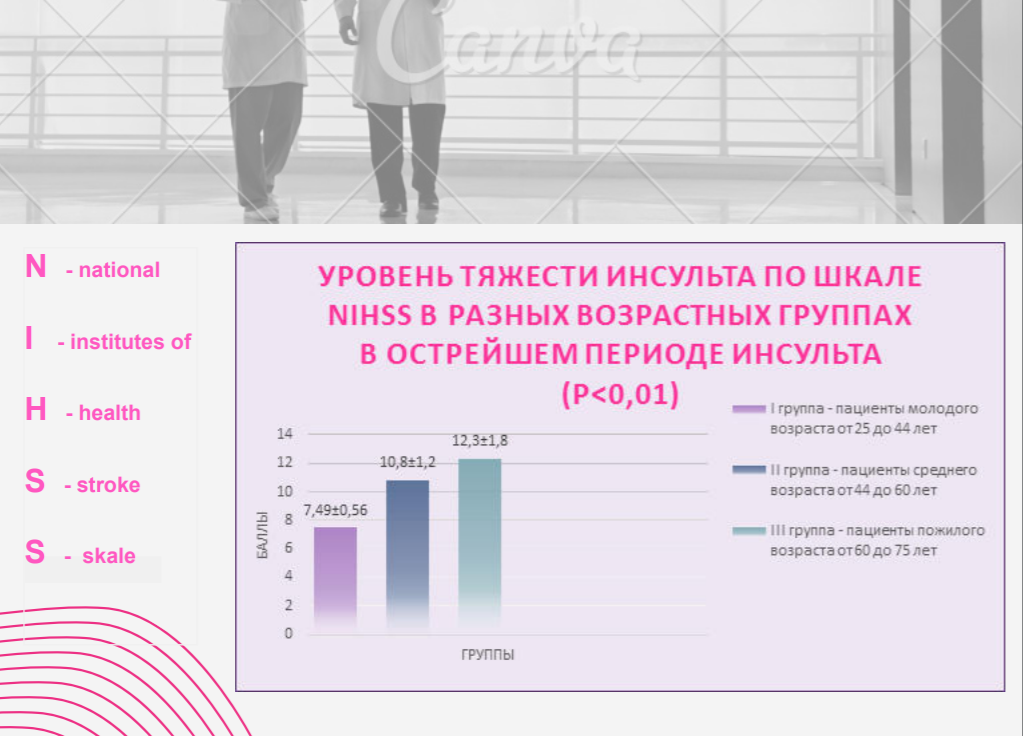 Canva
N - national
I - institutes of
H - health
S - stroke
S - skale
УРОВЕНЬ ТЯЖЕСТИ ИНСУЛЬТА ПО ШКАЛЕ
NIHSS В РАЗНЫХ ВОЗРАСТНЫХ ГРУППАХ
В ОСТРЕЙШЕМ ПЕРИОДЕ ИНСУЛЬТА
(P<0,01)
I группа - пациенты молодого
возраста от 25 до 44 лет
II группа - пациенты среднего
возраста от 44 до 60 лет
III группа - пациенты пожилого
возраста от 60 до 75 лет
14
12
10
8
6
4
2
0
БАЛЛЫ
7,49±0,56
10,8±1,2
12,3±1,8
ГРУППЫ